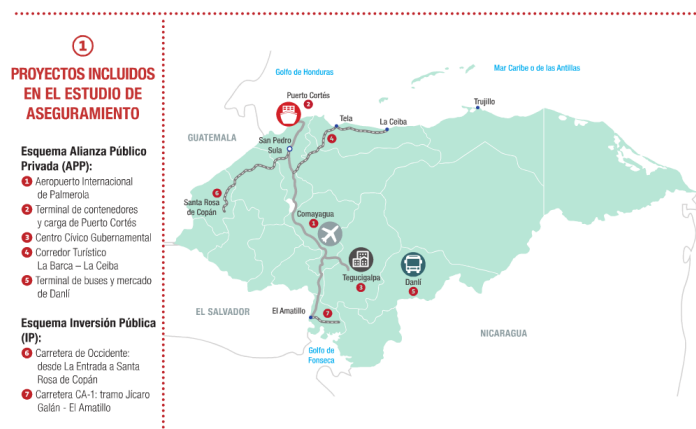 1
PROYECTOS INCLUIDOS
EN EL ESTUDIO DE
ASEGURAMIENTO
Esquema Alianza Público
Privada (APP):
1 Aeropuerto Internacional
de Palmerola
2 Terminal de contenedores
y carga de Puerto Cortés
3 Centro Cívico Gubernamental
4 Corredor Turístico
La Barca – La Ceiba
5 Terminal de buses y mercado
de Danlí
Esquema Inversión Pública
(IP):
6 Carretera de Occidente:
desde La Entrada a Santa
Rosa de Copán
7 Carretera CA-1: tramo Jícaro
Galán - El Amatillo
Mar Caribe o de las Antillas
Golfo de Honduras
Puerto Cortés
2
Trujillo
Tela
La Ceiba
4
GUATEMALA
San Pedro
Sula
6
Santa Rosa
de Copán
Comayagua
1
Tegucigalpa
3
Danlí
5
EL SALVADOR
El Amatillo
7
NICARAGUA
Golfo de
Fonseca